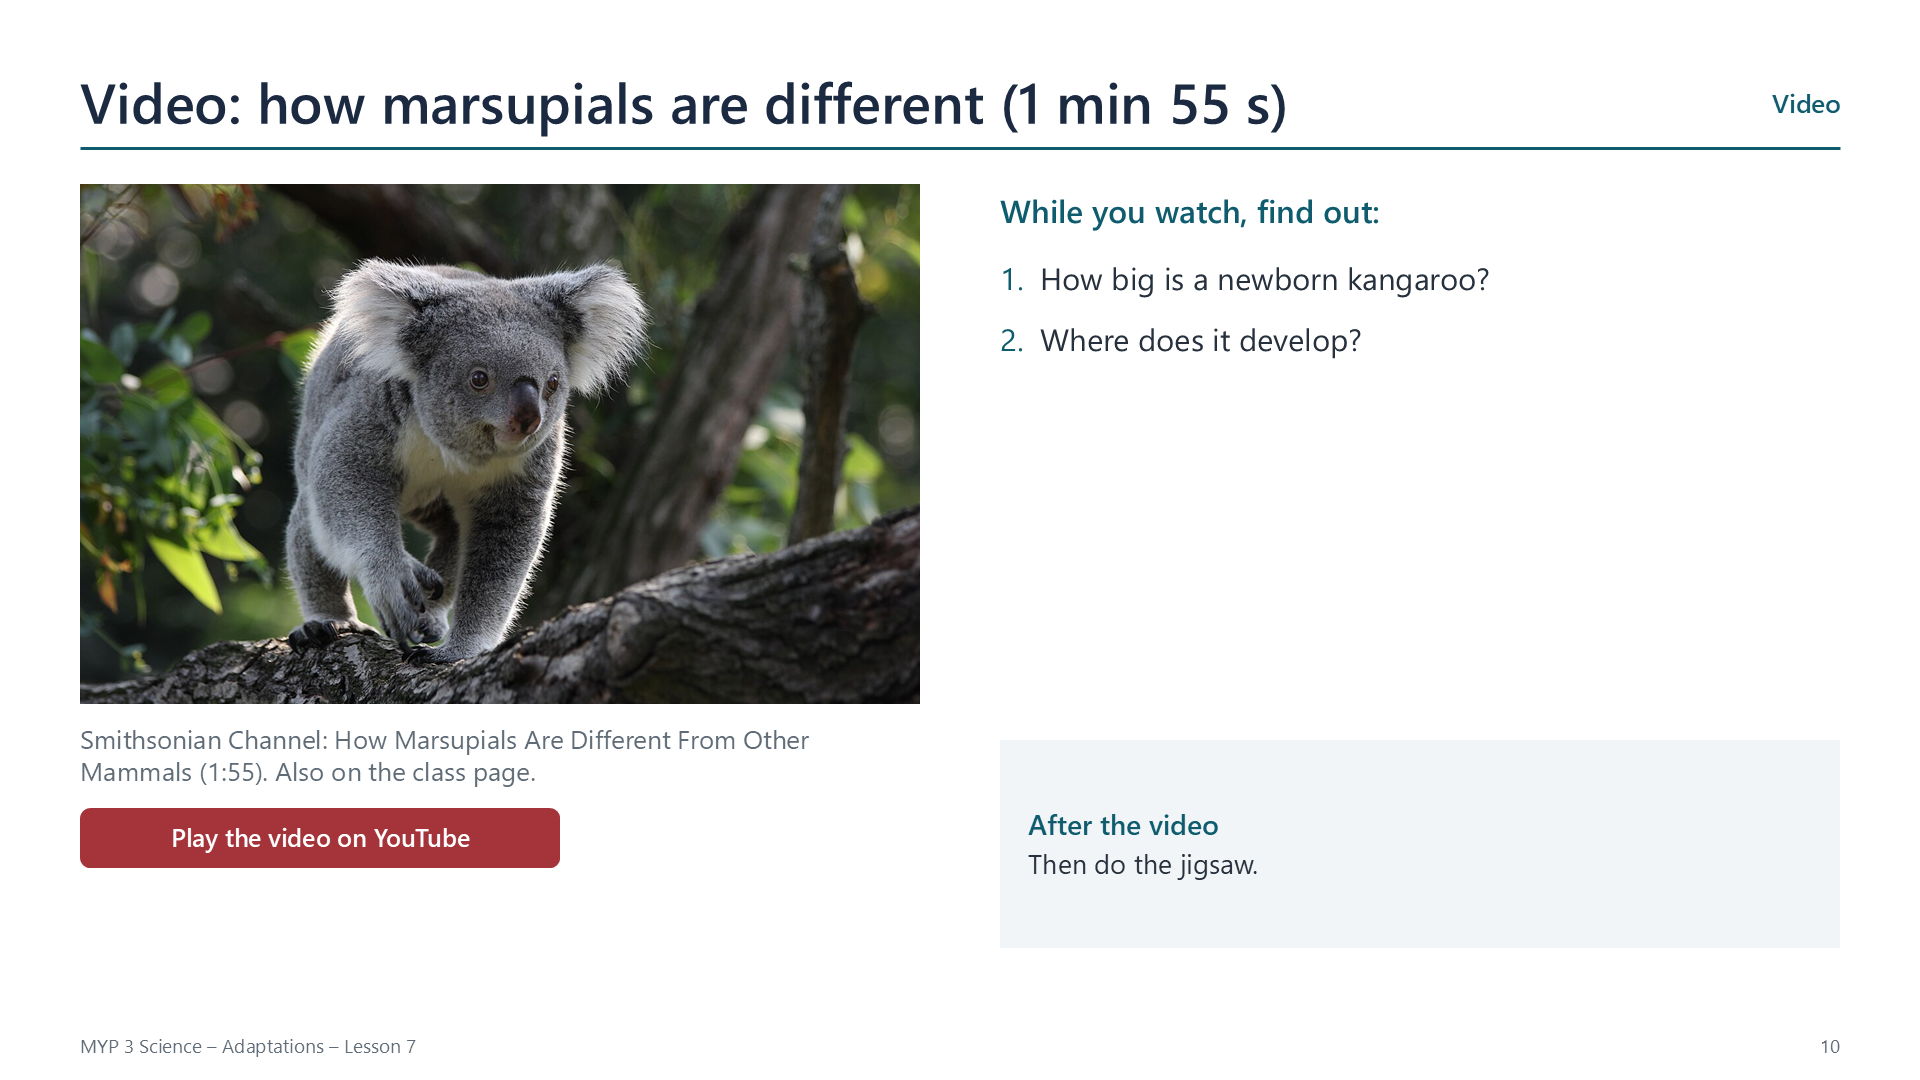 Video: how marsupials are different (1 min 55 s)
Video
While you watch, find out:
1. How big is a newborn kangaroo?
2. Where does it develop?
Smithsonian Channel: How Marsupials Are Different From Other
Mammals (1:55). Also on the class page.
Play the video on YouTube
After the video
Then do the jigsaw.
MYP 3 Science – Adaptations – Lesson 7
10